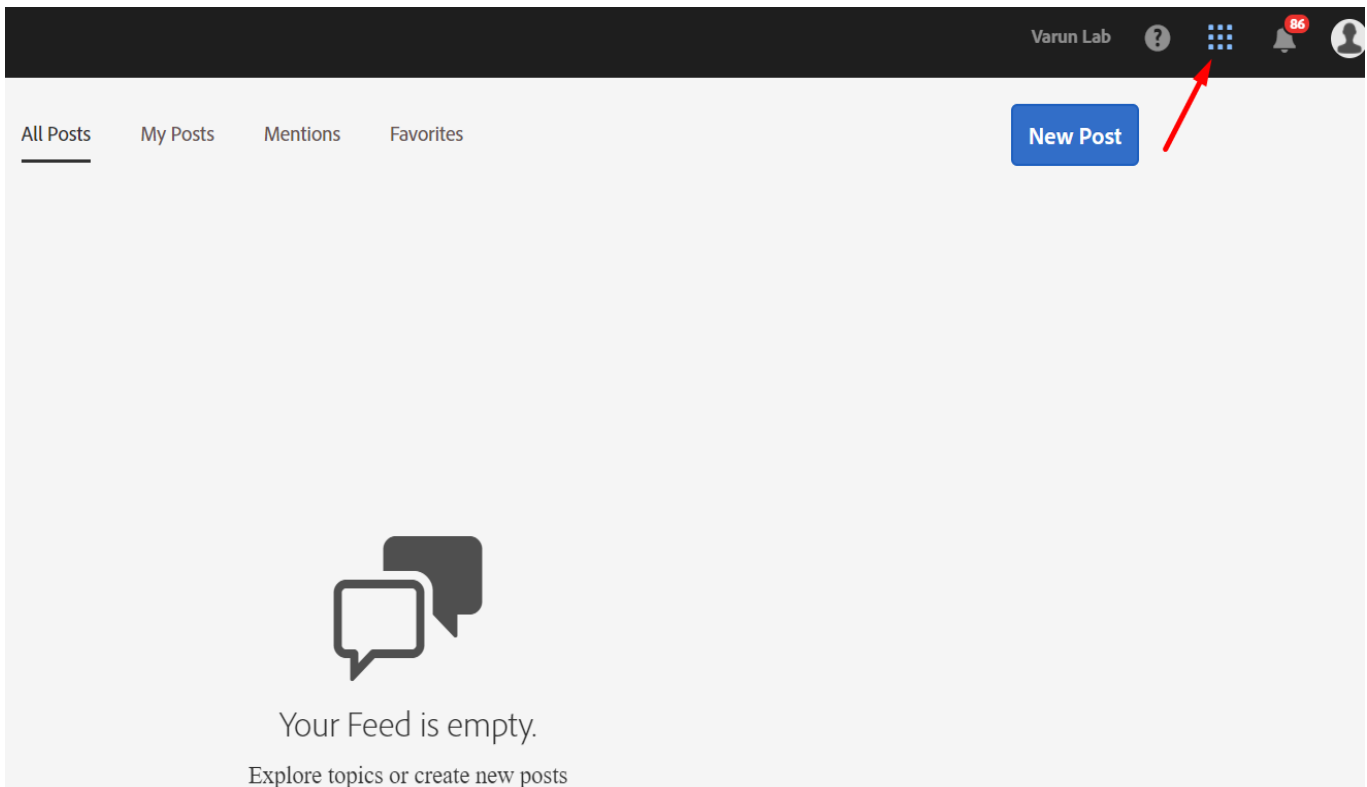 Varun Lab
86
All Posts My Posts Mentions Favorites New Post
Your Feed is empty.
Explore topics or create new posts